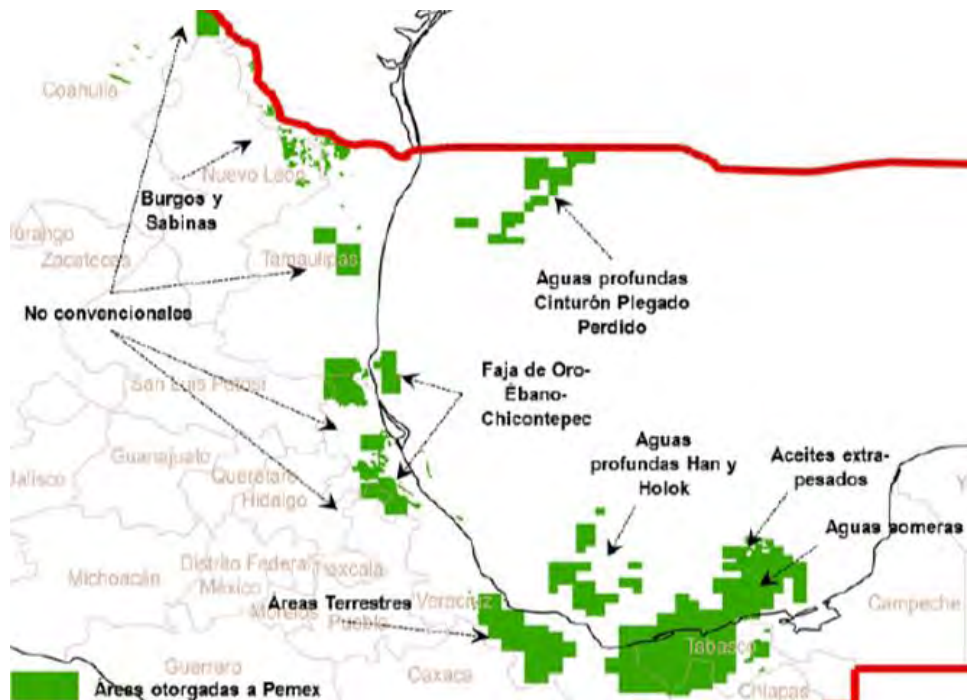 Coahuila
Nuevo León
Burgos y
Sabinas
Zacatecas
Tamaulipas
No convencionales
Aguas profundas
Cinturón Plegado
Perdido
San Luis Potosí
Faja de Oro-
Ébano-
Chicontepec
Guanajuato
Querétaro
Hidalgo
Aguas
profundas Han y
Holok
Aceites extra-
pesados
Aguas someras
Michoacán
Distrito Federal
México
Tlaxcala
Morelos
Puebla
Áreas Terrestres
Veracruz
Campeche
Tabasco
Guerrero
Oaxaca
Chiapas
Áreas otorgadas a Pemex